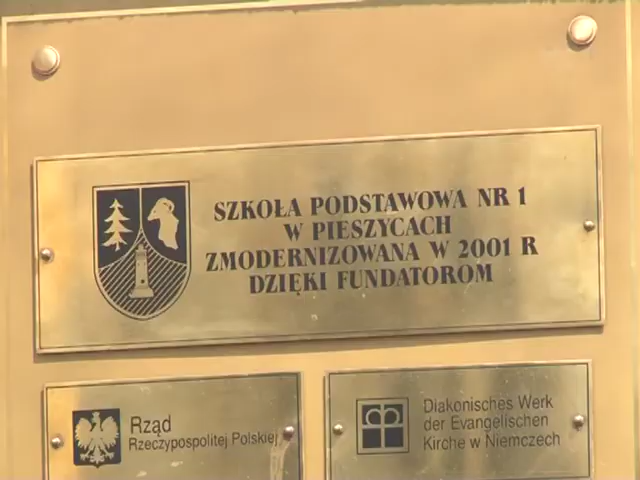 SZKOŁA PODSTAWOWA NR 1
W PIESZYCACH
ZMODERNIZOWANA W 2001 R
DZIĘKI FUNDATOROM
Rząd
Rzeczypospolitej Polskiej
Diakonisches Werk
der Evangelischen
Kirche w Niemczech